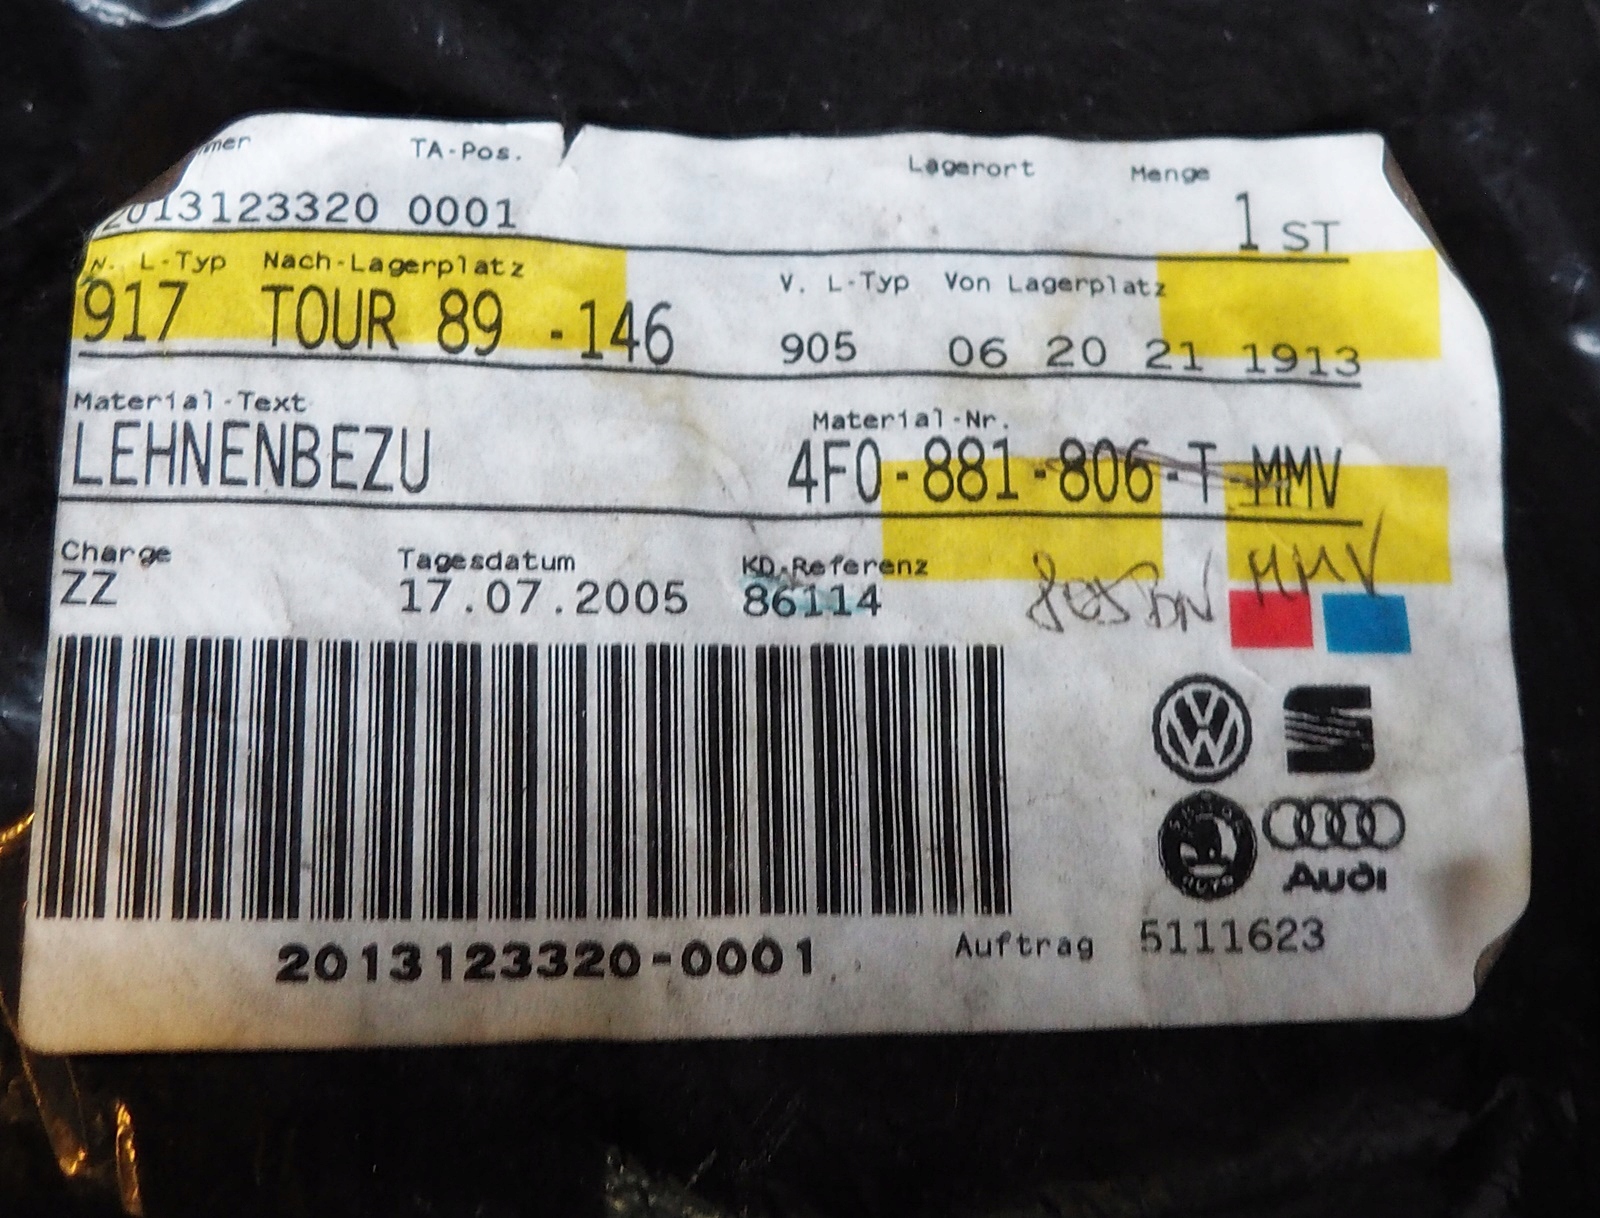 TA-Pos. Lagerort Menge
2013123320 0001 1 ST
N. L-Typ Nach-Lagerplatz V. L-Typ Von Lagerplatz
917 TOUR 89 -146 905 06 20 21 1913
Material-Text Material-Nr.
LEHNENBEZU 4F0-881-806-T MMV
Charge Tagesdatum KD-Referenz
ZZ 17.07.2005 86114 805 BN MMV
Audi
2013123320-0001 Auftrag 5111623